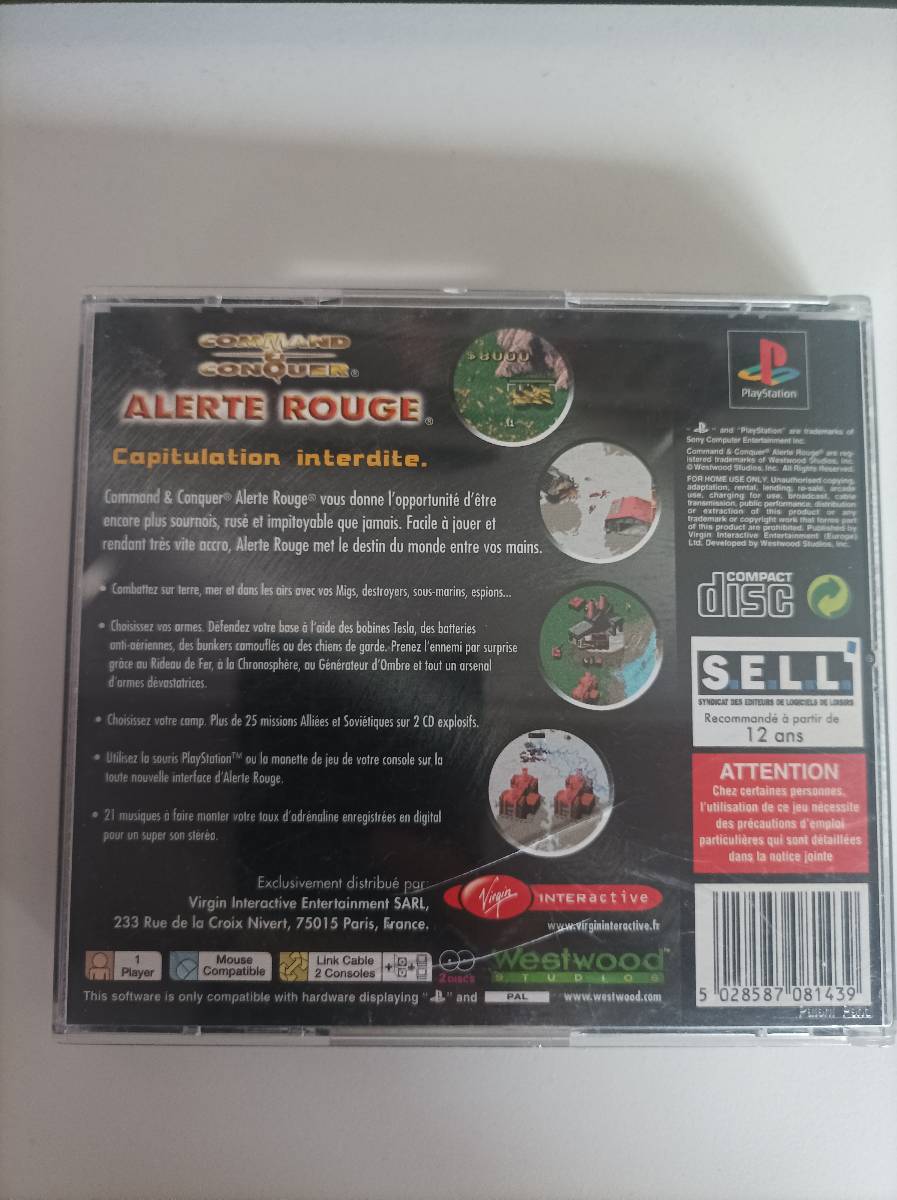 COMMAND
&
CONQUER®
ALERTE ROUGE®
$8000
PlayStation
Capitulation interdite.
Command & Conquer® Alerte Rouge® vous donne l'opportunité d'être
encore plus sournois, rusé et impitoyable que jamais. Facile à jouer et
rendant très vite accro, Alerte Rouge met le destin du monde entre vos mains.
• Combattez sur terre, mer et dans les airs avec vos Migs, destroyers, sous-marins, espions...
• Choisissez vos armes. Défendez votre base à l'aide des bobines Tesla, des batteries
anti-aériennes, des bunkers camouflés ou des chiens de garde. Prenez l'ennemi par surprise
grâce au Rideau de Fer, à la Chronosphère, au Générateur d'Ombre et tout un arsenal
d'armes dévastatrices.
• Choisissez votre camp. Plus de 25 missions Alliées et Soviétiques sur 2 CD explosifs.
• Utilisez la souris PlayStation™ ou la manette de jeu de votre console sur la
toute nouvelle interface d'Alerte Rouge.
• 21 musiques à faire monter votre taux d'adrénaline enregistrées en digital
pour un super son stéréo.
" " and "PlayStation" are trademarks of
Sony Computer Entertainment Inc.
Command & Conquer® Alerte Rouge® are reg-
istered trademarks of Westwood Studios, Inc.
© Westwood Studios, Inc. All Rights Reserved.
FOR HOME USE ONLY. Unauthorised copying,
adaptation, rental, lending, re-sale, arcade
use, charging for use, broadcast, cable
transmission, public performance, distribution
or extraction of this product or any
trademark or copyright work that forms part
of this product are prohibited. Published by
Virgin Interactive Entertainment (Europe)
Ltd. Developed by Westwood Studios, Inc.
COMPACT
disc
S.E.L.L.
SYNDICAT DES EDITEURS DE LOGICIELS DE LOISIRS
Recommandé à partir de
12 ans
ATTENTION
Chez certaines personnes,
l'utilisation de ce jeu nécessite
des précautions d'emploi
particulières qui sont détaillées
dans la notice jointe
Exclusivement distribué par:
Virgin Interactive Entertainment SARL,
233 Rue de la Croix Nivert, 75015 Paris, France.
Virgin INTERactive
www.virgininteractive.fr
1
Player
Mouse
Compatible
Link Cable
2 Consoles
2 DISCS
Westwood™
STUDIOS
This software is only compatible with hardware displaying " " and PAL
www.westwood.com
5 028587 081439